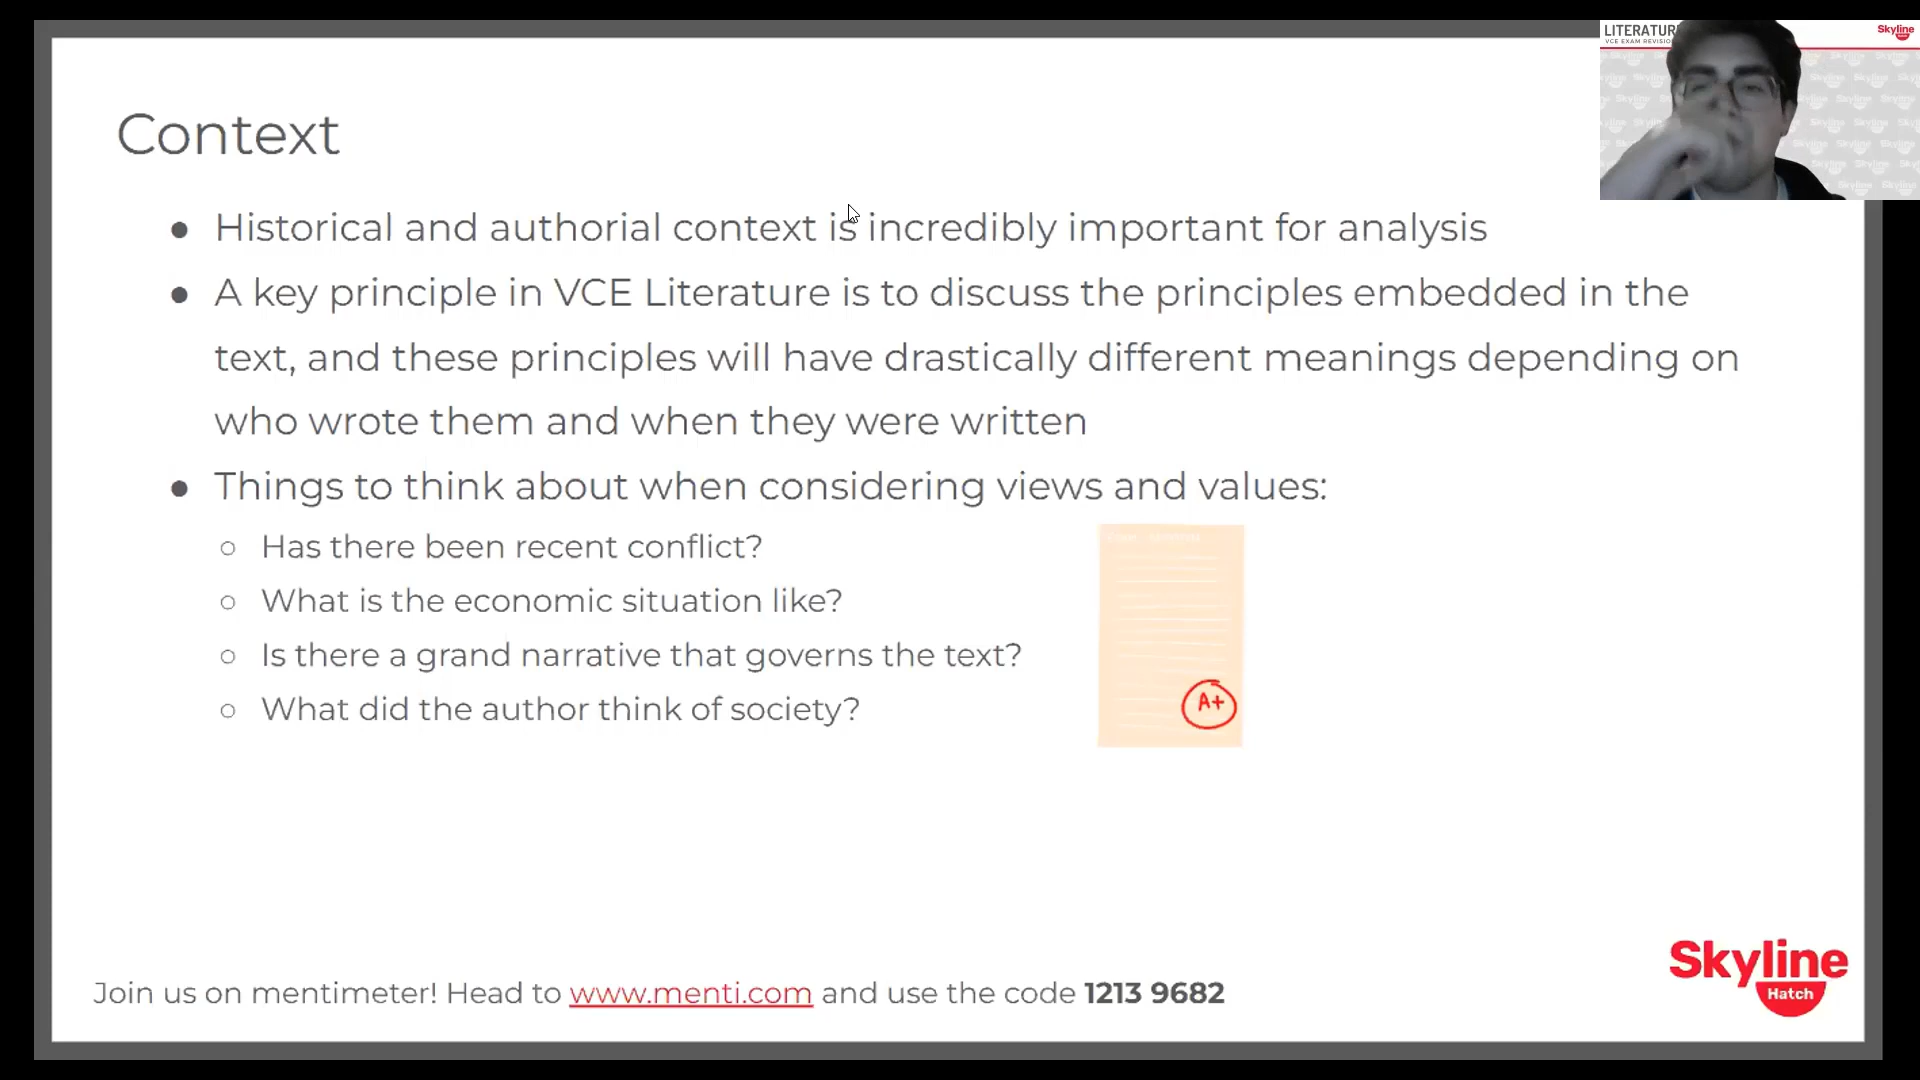 LITERATUR
VCE EXAM REVISIO
Skyline
Context
● Historical and authorial context is incredibly important for analysis
● A key principle in VCE Literature is to discuss the principles embedded in the
text, and these principles will have drastically different meanings depending on
who wrote them and when they were written
● Things to think about when considering views and values:
○ Has there been recent conflict?
○ What is the economic situation like?
○ Is there a grand narrative that governs the text?
○ What did the author think of society?
A+
Join us on mentimeter! Head to www.menti.com and use the code 1213 9682
Skyline
Hatch